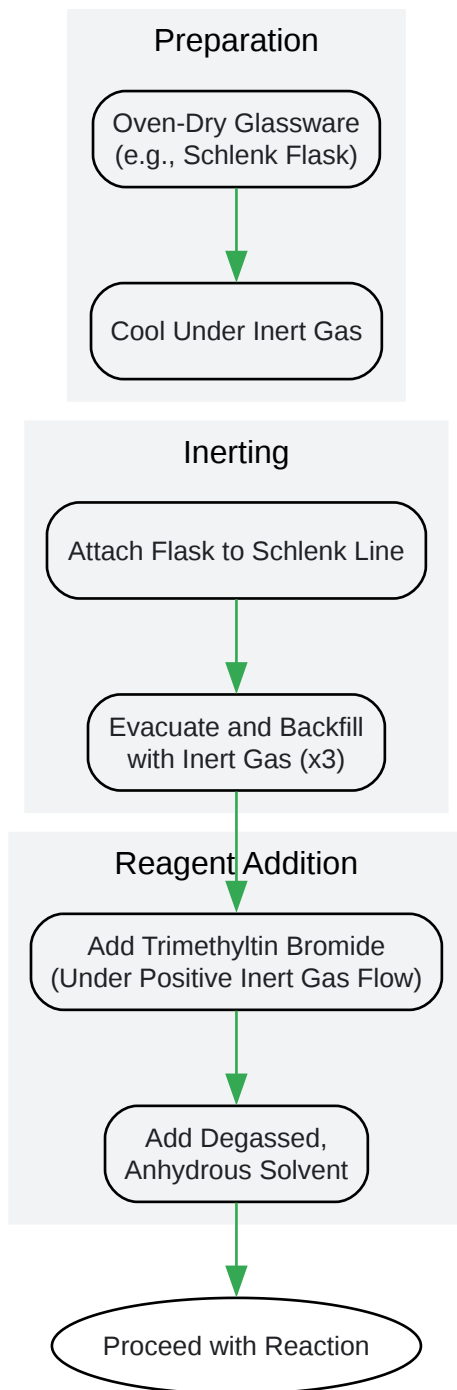 Preparation
Oven-Dry Glassware
(e.g., Schlenk Flask)
Cool Under Inert Gas
Inerting
Attach Flask to Schlenk Line
Evacuate and Backfill
with Inert Gas (x3)
Reagent Addition
Add Trimethyltin Bromide
(Under Positive Inert Gas Flow)
Add Degassed,
Anhydrous Solvent
Proceed with Reaction